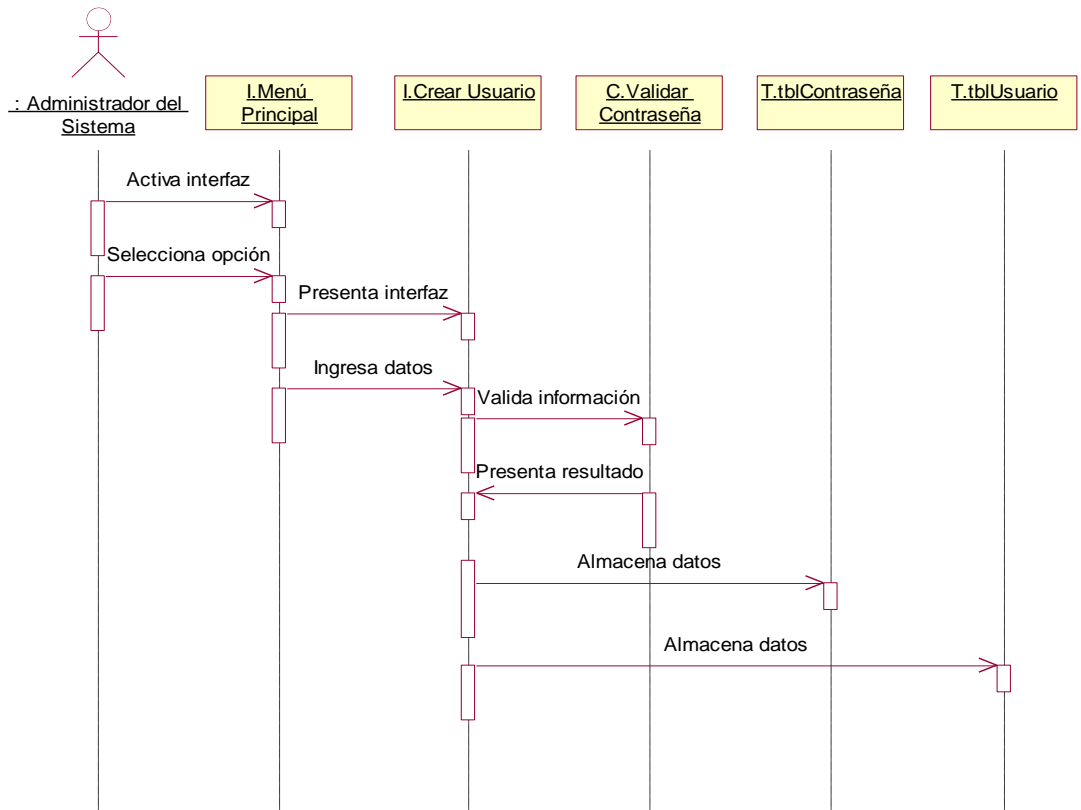 : Administrador del
Sistema
I.Menú
Principal
I.Crear Usuario
C.Validar
Contraseña
T.tblContraseña
T.tblUsuario
Activa interfaz
Selecciona opción
Presenta interfaz
Ingresa datos
Valida información
Presenta resultado
Almacena datos
Almacena datos